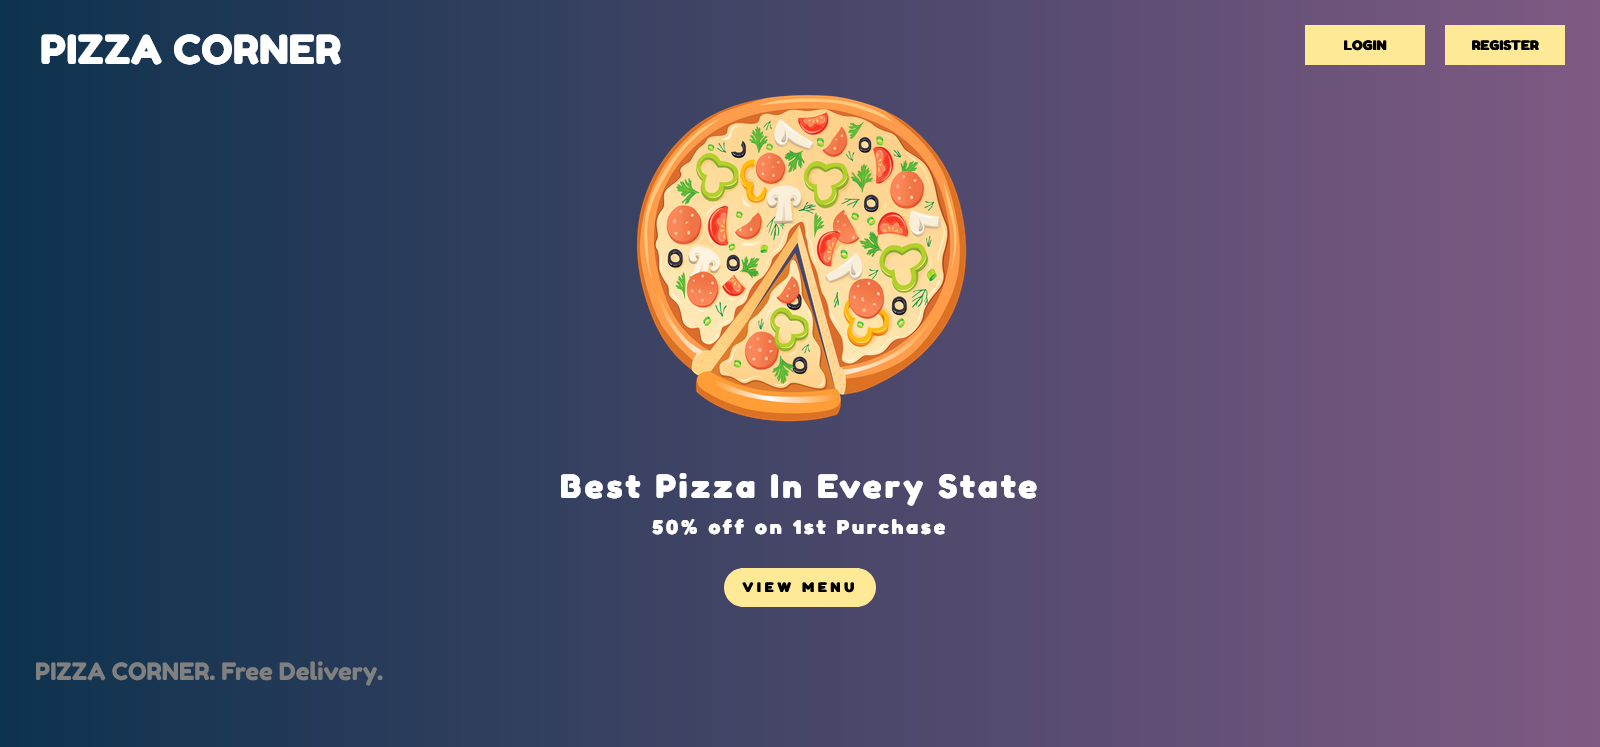 PIZZA CORNER
LOGIN
REGISTER
Best Pizza In Every State
50% off on 1st Purchase
VIEW MENU
PIZZA CORNER. Free Delivery.